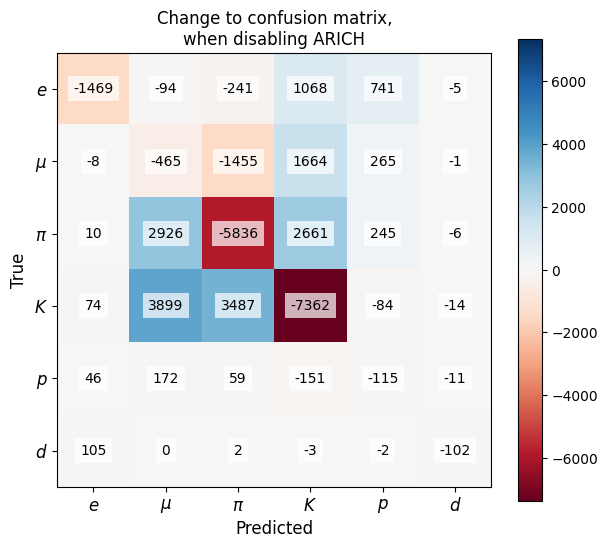 Change to confusion matrix,
when disabling ARICH
e -1469 -94 -241 1068 741 -5
μ -8 -465 -1455 1664 265 -1
π 10 2926 -5836 2661 245 -6
K 74 3899 3487 -7362 -84 -14
p 46 172 59 -151 -115 -11
d 105 0 2 -3 -2 -102
e μ π K p d
Predicted
True
6000
4000
2000
0
−2000
−4000
−6000